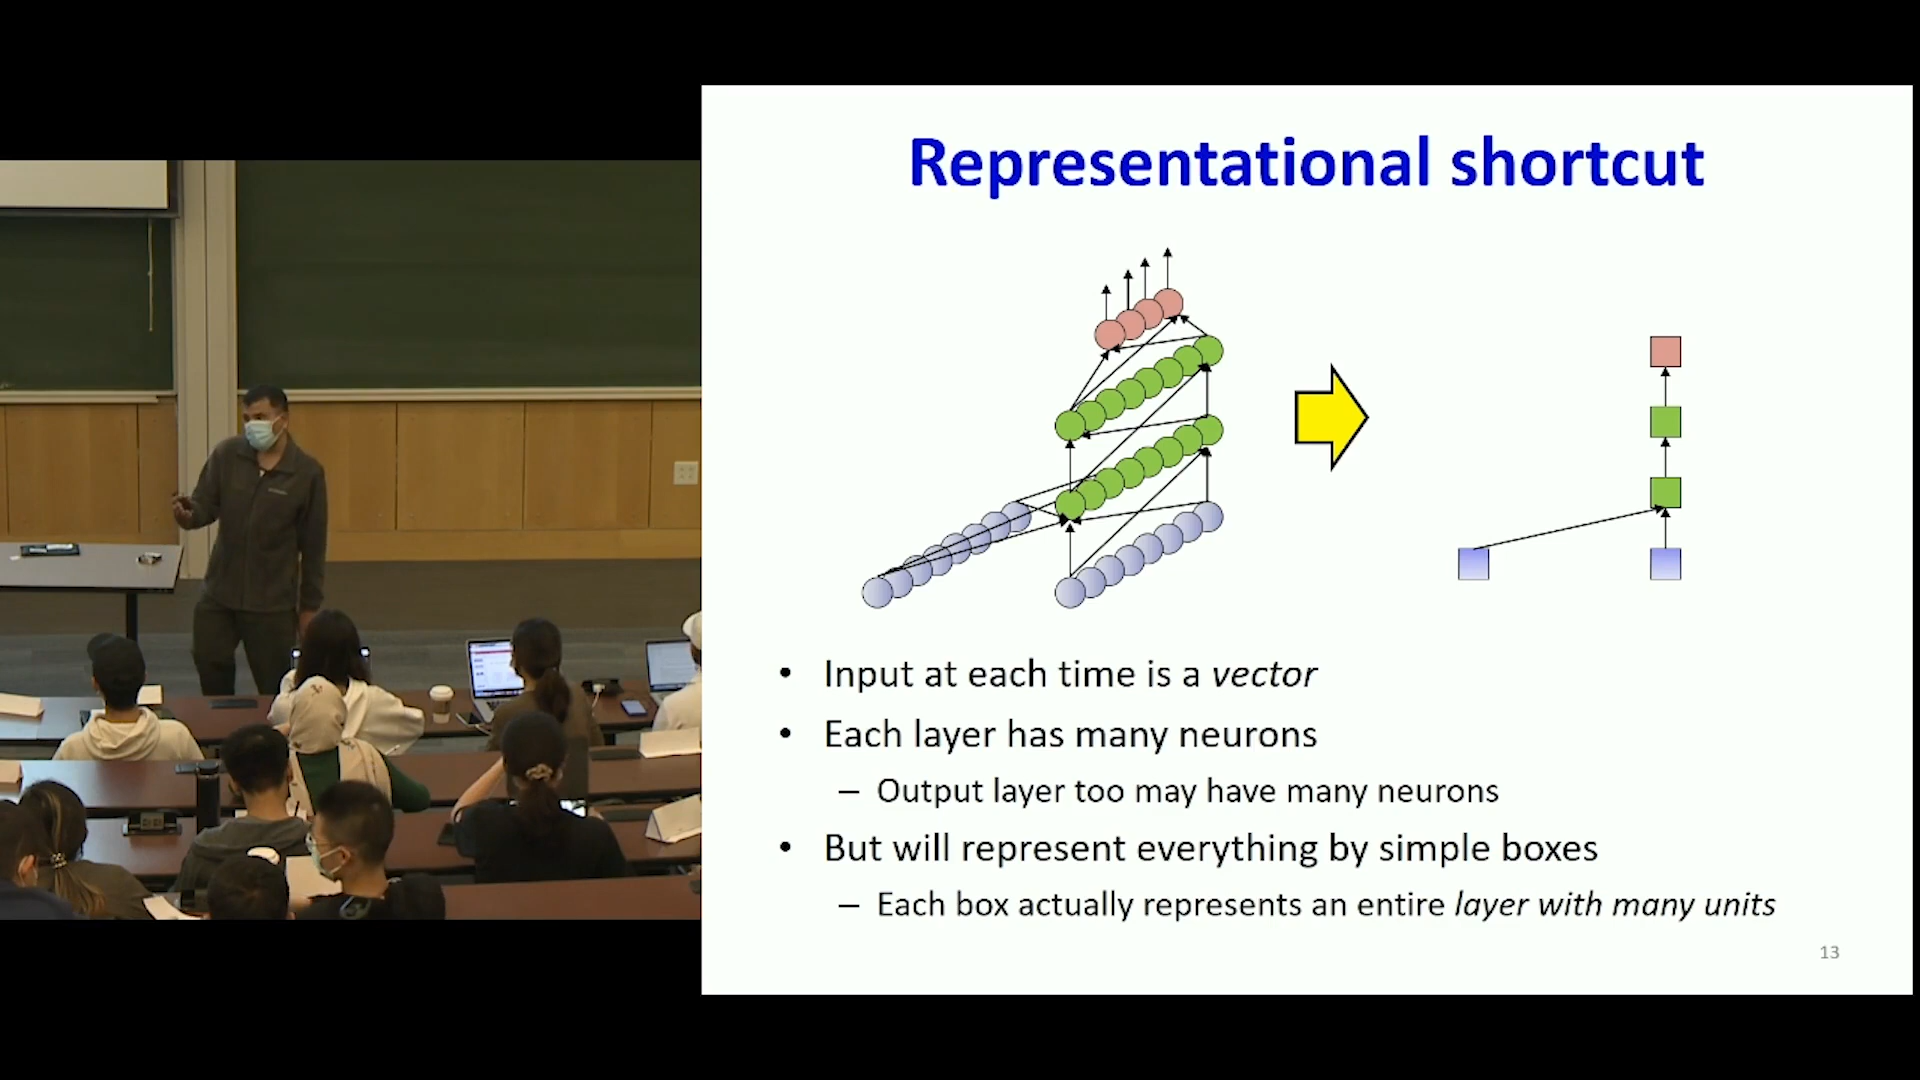 Representational shortcut
• Input at each time is a vector
• Each layer has many neurons
– Output layer too may have many neurons
• But will represent everything by simple boxes
– Each box actually represents an entire layer with many units
13